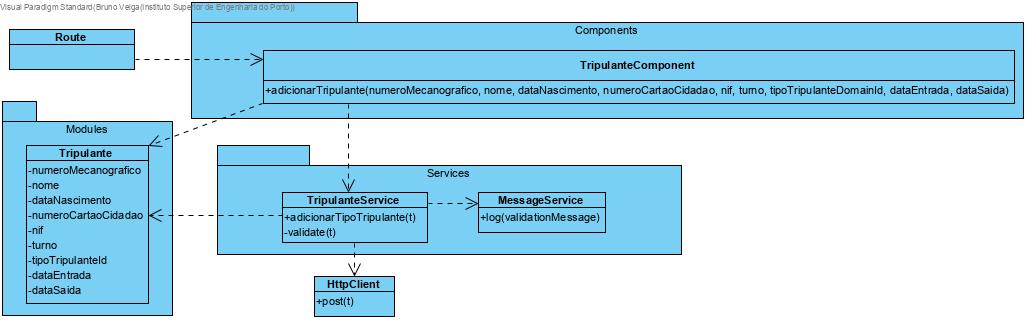 Visual Paradigm Standard(Bruno Veiga(Instituto Superior de Engenharia do Porto))
Route
Components
TripulanteComponent
+adicionarTripulante(numeroMecanografico, nome, dataNascimento, numeroCartaoCidadao, nif, turno, tipoTripulanteDomainId, dataEntrada, dataSaida)
Modules
Tripulante
-numeroMecanografico
-nome
-dataNascimento
-numeroCartaoCidadao
-nif
-turno
-tipoTripulanteId
-dataEntrada
-dataSaida
Services
TripulanteService
+adicionarTipoTripulante(t)
-validate(t)
MessageService
+log(validationMessage)
HttpClient
+post(t)